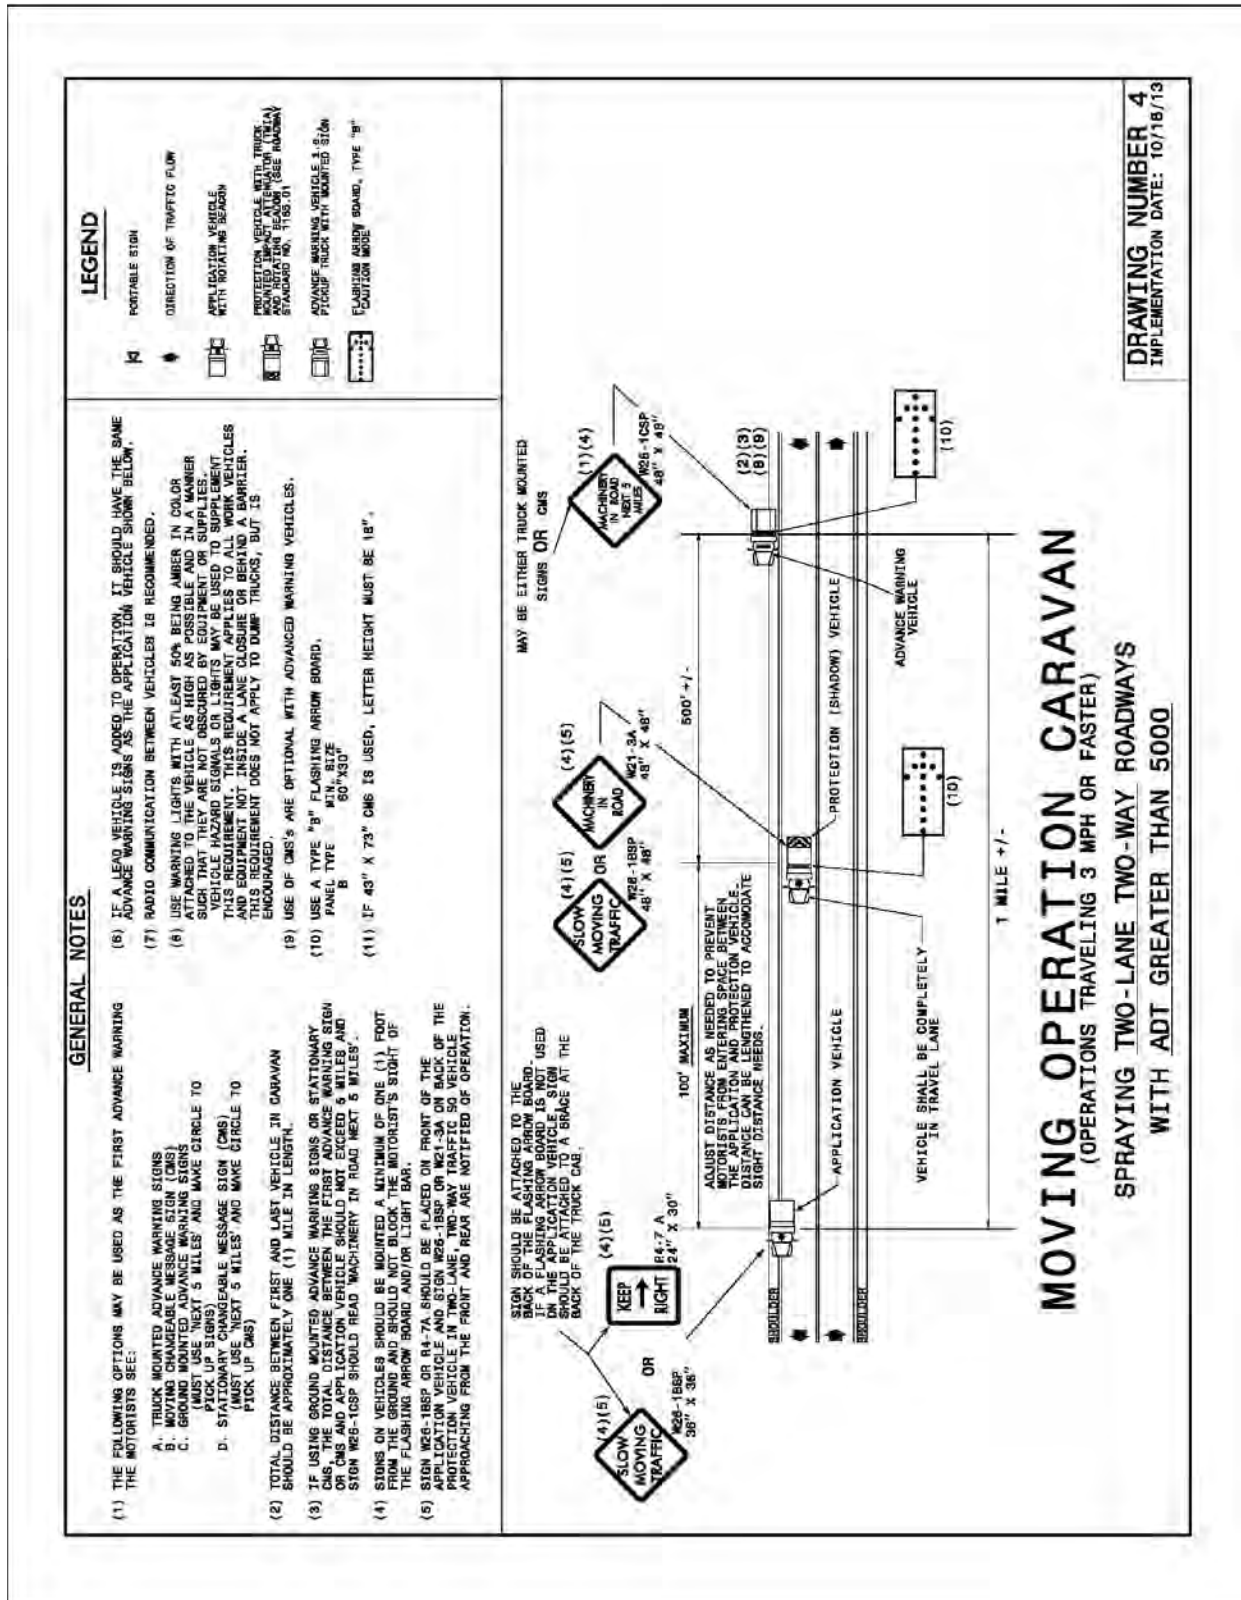 GENERAL NOTES
(1) THE FOLLOWING OPTIONS MAY BE USED AS THE FIRST ADVANCE WARNING
THE MOTORISTS SEE:
A. TRUCK MOUNTED ADVANCE WARNING SIGNS
B. MOVING CHANGEABLE MESSAGE SIGN (CMS)
C. GROUND MOUNTED ADVANCE WARNING SIGNS
(MUST USE 'NEXT 5 MILES' AND MAKE CIRCLE TO
PICK UP SIGNS)
D. STATIONARY CHANGEABLE MESSAGE SIGN (CMS)
(MUST USE 'NEXT 5 MILES' AND MAKE CIRCLE TO
PICK UP CMS)
(2) TOTAL DISTANCE BETWEEN FIRST AND LAST VEHICLE IN CARAVAN
SHOULD BE APPROXIMATELY ONE (1) MILE IN LENGTH.
(3) IF USING GROUND MOUNTED ADVANCE WARNING SIGNS OR STATIONARY
CMS, THE TOTAL DISTANCE BETWEEN THE FIRST ADVANCE WARNING SIGN
OR CMS AND APPLICATION VEHICLE SHOULD NOT EXCEED 5 MILES AND
SIGN W26-1CSP SHOULD READ 'MACHINERY IN ROAD NEXT 5 MILES'.
(4) SIGNS ON VEHICLES SHOULD BE MOUNTED A MINIMUM OF ONE (1) FOOT
FROM THE GROUND AND SHOULD NOT BLOCK THE MOTORIST'S SIGHT OF
THE FLASHING ARROW BOARD AND/OR LIGHT BAR.
(5) SIGN W26-1BSP OR R4-7A SHOULD BE PLACED ON FRONT OF THE
APPLICATION VEHICLE AND SIGN W26-1BSP OR W21-3A ON BACK OF THE
PROTECTION VEHICLE IN TWO-LANE, TWO-WAY TRAFFIC SO VEHICLE
APPROACHING FROM THE FRONT AND REAR ARE NOTIFIED OF OPERATION.
(6) IF A LEAD VEHICLE IS ADDED TO OPERATION, IT SHOULD HAVE THE SAME
ADVANCE WARNING SIGNS AS THE APPLICATION VEHICLE SHOWN BELOW.
(7) RADIO COMMUNICATION BETWEEN VEHICLES IS RECOMMENDED.
(8) USE WARNING LIGHTS WITH ATLEAST 50% BEING AMBER IN COLOR
ATTACHED TO THE VEHICLE AS HIGH AS POSSIBLE AND IN A MANNER
SUCH THAT THEY ARE NOT OBSCURED BY EQUIPMENT OR SUPPLIES.
VEHICLE HAZARD SIGNALS OR LIGHTS MAY BE USED TO SUPPLEMENT
THIS REQUIREMENT. THIS REQUIREMENT APPLIES TO ALL WORK VEHICLES
AND EQUIPMENT NOT INSIDE A LANE CLOSURE OR BEHIND A BARRIER.
THIS REQUIREMENT DOES NOT APPLY TO DUMP TRUCKS, BUT IS
ENCOURAGED.
(9) USE OF CMS's ARE OPTIONAL WITH ADVANCED WARNING VEHICLES.
(10) USE A TYPE "B" FLASHING ARROW BOARD.
PANEL TYPE MIN. SIZE
B 60"X30"
(11) IF 43" X 73" CMS IS USED, LETTER HEIGHT MUST BE 18".
LEGEND
PORTABLE SIGN
DIRECTION OF TRAFFIC FLOW
APPLICATION VEHICLE
WITH ROTATING BEACON
PROTECTION VEHICLE WITH TRUCK
MOUNTED IMPACT ATTENUATOR (TMIA)
AND ROTATING BEACON (SEE ROADWAY
STANDARD NO. 1165.01
ADVANCE WARNING VEHICLE I.E.
PICKUP TRUCK WITH MOUNTED SIGN
FLASHING ARROW BOARD, TYPE "B"
"CAUTION MODE"
SIGN SHOULD BE ATTACHED TO THE
BACK OF THE FLASHING ARROW BOARD.
IF A FLASHING ARROW BOARD IS NOT USED
ON THE APPLICATION VEHICLE, SIGN
SHOULD BE ATTACHED TO A BRACE AT THE
BACK OF THE TRUCK CAB.
MAY BE EITHER TRUCK MOUNTED
SIGNS OR CMS
(4)(5)
SLOW
MOVING
TRAFFIC
W26-1BSP
36" X 36"
OR
(4)(5)
KEEP
RIGHT
R4-7 A
24" X 30"
(4)(5)
SLOW
MOVING
TRAFFIC
W26-1BSP
48" X 48"
OR
(4)(5)
MACHINERY
IN
ROAD
W21-3A
48" X 48"
(1)(4)
MACHINERY
IN ROAD
NEXT 5
MILES
W26-1CSP
48" X 48"
100' MAXIMUM
500' +/-
ADJUST DISTANCE AS NEEDED TO PREVENT
MOTORISTS FROM ENTERING SPACE BETWEEN
THE APPLICATION AND PROTECTION VEHICLE.
DISTANCE CAN BE LENGTHENED TO ACCOMODATE
SIGHT DISTANCE NEEDS.
(2)(3)
(8)(9)
SHOULDER
SHOULDER
APPLICATION VEHICLE
PROTECTION (SHADOW) VEHICLE
ADVANCE WARNING
VEHICLE
VEHICLE SHALL BE COMPLETELY
IN TRAVEL LANE
(10)
(10)
1 MILE +/-
MOVING OPERATION CARAVAN
(OPERATIONS TRAVELING 3 MPH OR FASTER)
SPRAYING TWO-LANE TWO-WAY ROADWAYS
WITH ADT GREATER THAN 5000
DRAWING NUMBER 4
IMPLEMENTATION DATE: 10/16/13